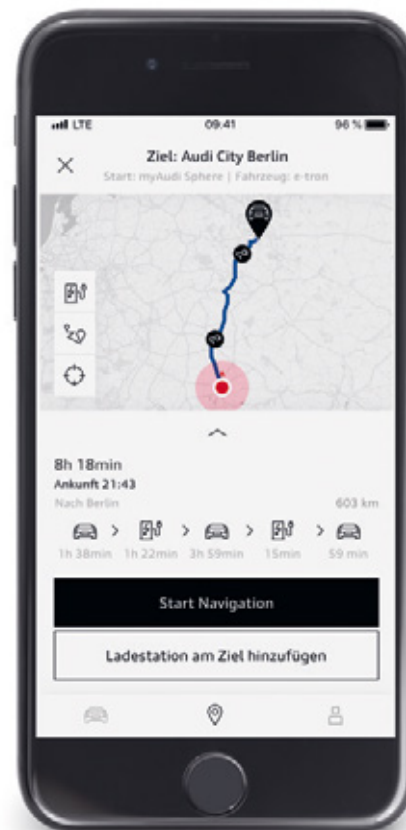 LTE 09:41 96 %
Ziel: Audi City Berlin
Start: myAudi Sphere | Fahrzeug: e-tron
8h 18min
Ankunft 21:43
Nach Berlin 603 km
1h 38min 1h 22min 3h 59min 15min 59 min
Start Navigation
Ladestation am Ziel hinzufügen